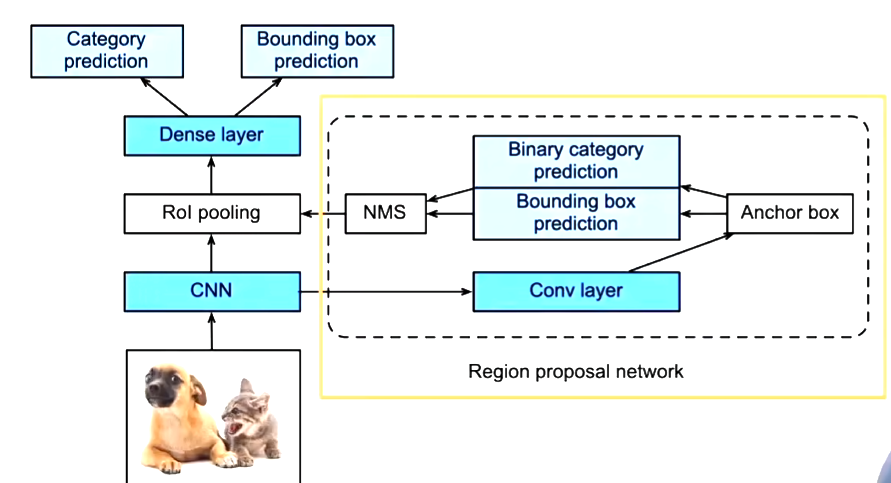 Category
prediction
Bounding box
prediction
Dense layer
Binary category
prediction
RoI pooling
NMS
Bounding box
prediction
Anchor box
CNN
Conv layer
Region proposal network